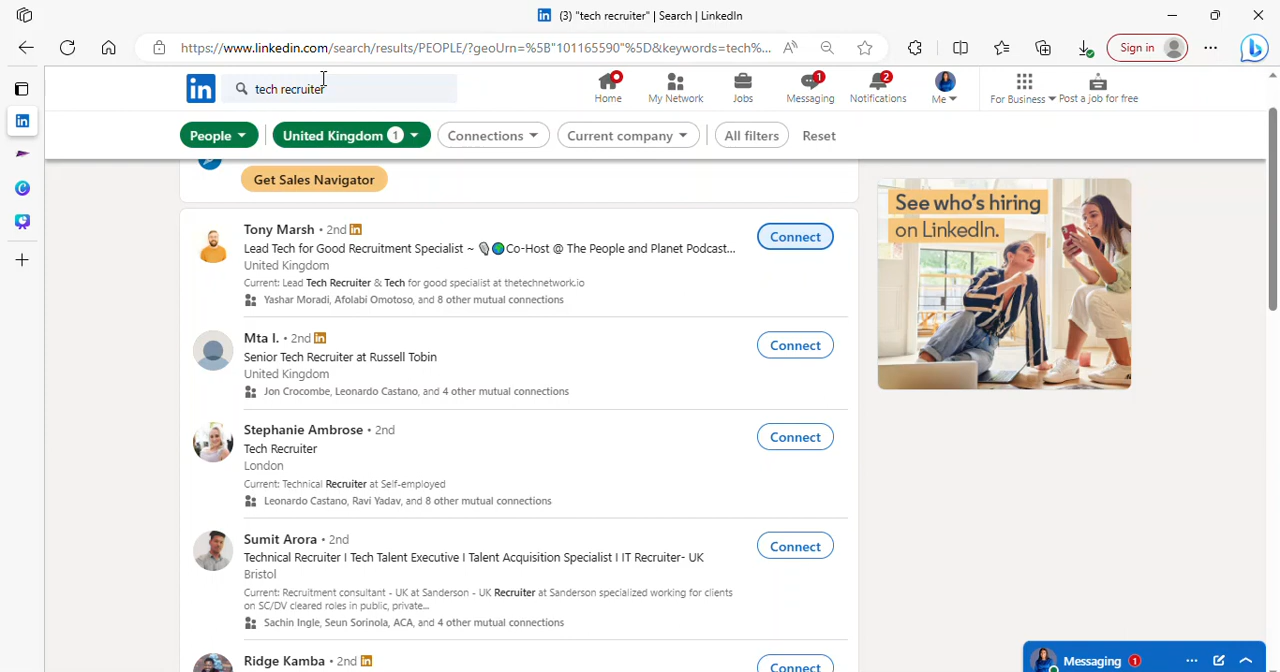 (3) "tech recruiter" | Search | LinkedIn
https://www.linkedin.com/search/results/PEOPLE/?geoUrn=%5B"101165590"%5D&keywords=tech%...
Sign in
in
tech recruiter
Home
My Network
Jobs
1
Messaging
2
Notifications
Me
For Business
Post a job for free
People
United Kingdom 1
Connections
Current company
All filters
Reset
Get Sales Navigator
Tony Marsh • 2nd in
Lead Tech for Good Recruitment Specialist ~ Co-Host @ The People and Planet Podcast...
United Kingdom
Current: Lead Tech Recruiter & Tech for good specialist at thetechnetwork.io
Yashar Moradi, Afolabi Omotoso, and 8 other mutual connections
Connect
Mta I. • 2nd in
Senior Tech Recruiter at Russell Tobin
United Kingdom
Jon Crocombe, Leonardo Castano, and 4 other mutual connections
Connect
Stephanie Ambrose • 2nd
Tech Recruiter
London
Current: Technical Recruiter at Self-employed
Leonardo Castano, Ravi Yadav, and 8 other mutual connections
Connect
Sumit Arora • 2nd
Technical Recruiter I Tech Talent Executive I Talent Acquisition Specialist I IT Recruiter- UK
Bristol
Current: Recruitment consultant - UK at Sanderson - UK Recruiter at Sanderson specialized working for clients
on SC/DV cleared roles in public, private...
Sachin Ingle, Seun Sorinola, ACA, and 4 other mutual connections
Connect
Ridge Kamba • 2nd in
Connect
See who's hiring
on LinkedIn.
Messaging 1